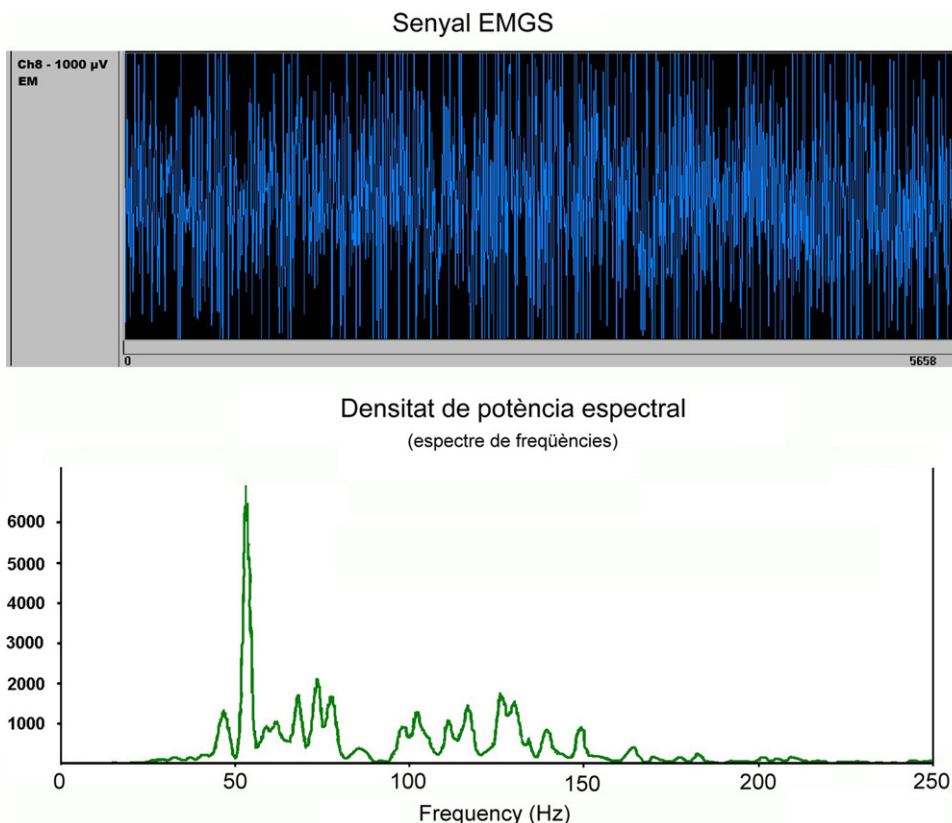 Senyal EMGS
Ch8 - 1000 µV
EM
0 5658
Densitat de potència espectral
(espectre de freqüències)
6000
5000
4000
3000
2000
1000
0 50 100 150 200 250
Frequency (Hz)